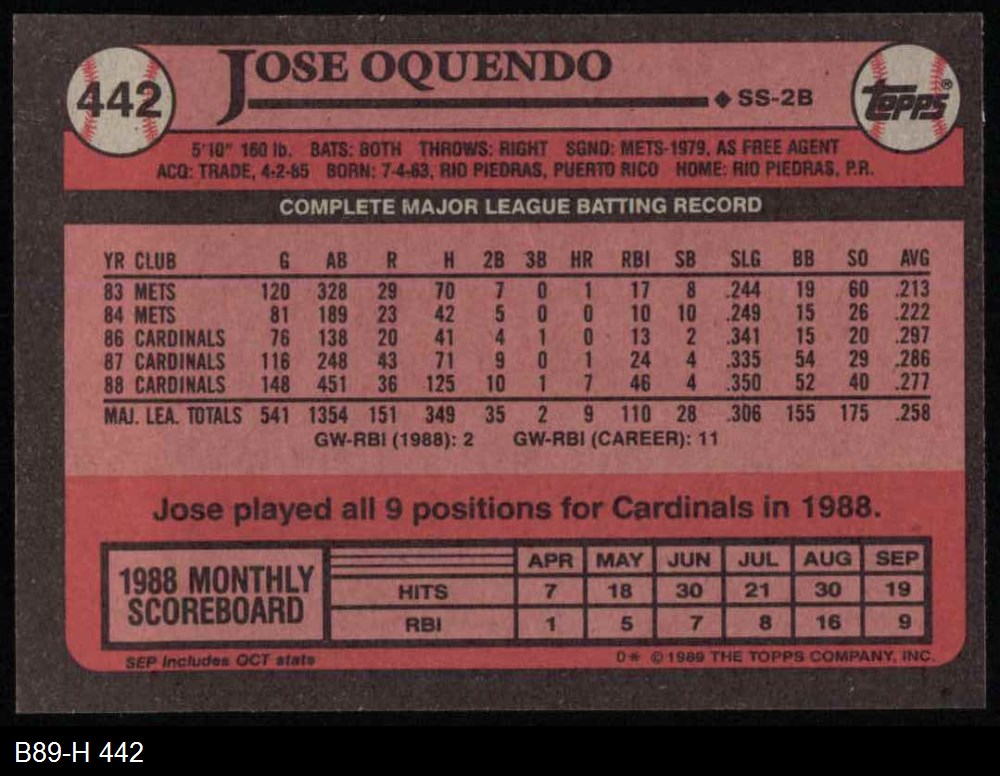 442
JOSE OQUENDO
◆ SS-2B
Topps®
5'10" 160 lb. BATS: BOTH THROWS: RIGHT SGND: METS-1979, AS FREE AGENT
ACQ: TRADE, 4-2-85 BORN: 7-4-63, RIO PIEDRAS, PUERTO RICO HOME: RIO PIEDRAS, P.R.
COMPLETE MAJOR LEAGUE BATTING RECORD
YR CLUB G AB R H 2B 3B HR RBI SB SLG BB SO AVG
83 METS 120 328 29 70 7 0 1 17 8 .244 19 60 .213
84 METS 81 189 23 42 5 0 0 10 10 .249 15 26 .222
86 CARDINALS 76 138 20 41 4 1 0 13 2 .341 15 20 .297
87 CARDINALS 116 248 43 71 9 0 1 24 4 .335 54 29 .286
88 CARDINALS 148 451 36 125 10 1 7 46 4 .350 52 40 .277
MAJ. LEA. TOTALS 541 1354 151 349 35 2 9 110 28 .306 155 175 .258
GW-RBI (1988): 2 GW-RBI (CAREER): 11
Jose played all 9 positions for Cardinals in 1988.
1988 MONTHLY
SCOREBOARD
APR MAY JUN JUL AUG SEP
HITS 7 18 30 21 30 19
RBI 1 5 7 8 16 9
SEP includes OCT stats
D* © 1989 THE TOPPS COMPANY, INC.
B89-H 442